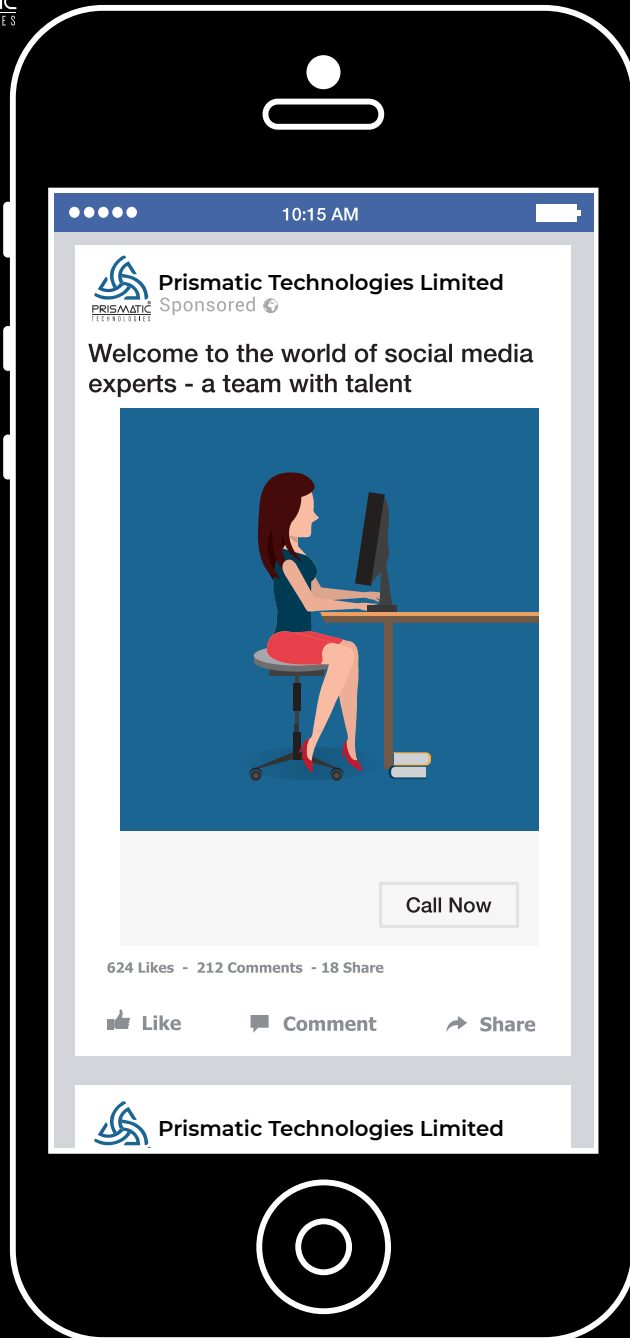 10:15 AM
Prismatic Technologies Limited
PRISMATIC
TECHNOLOGIES
Sponsored
Welcome to the world of social media
experts - a team with talent
Call Now
624 Likes - 212 Comments - 18 Share
Like Comment Share
Prismatic Technologies Limited